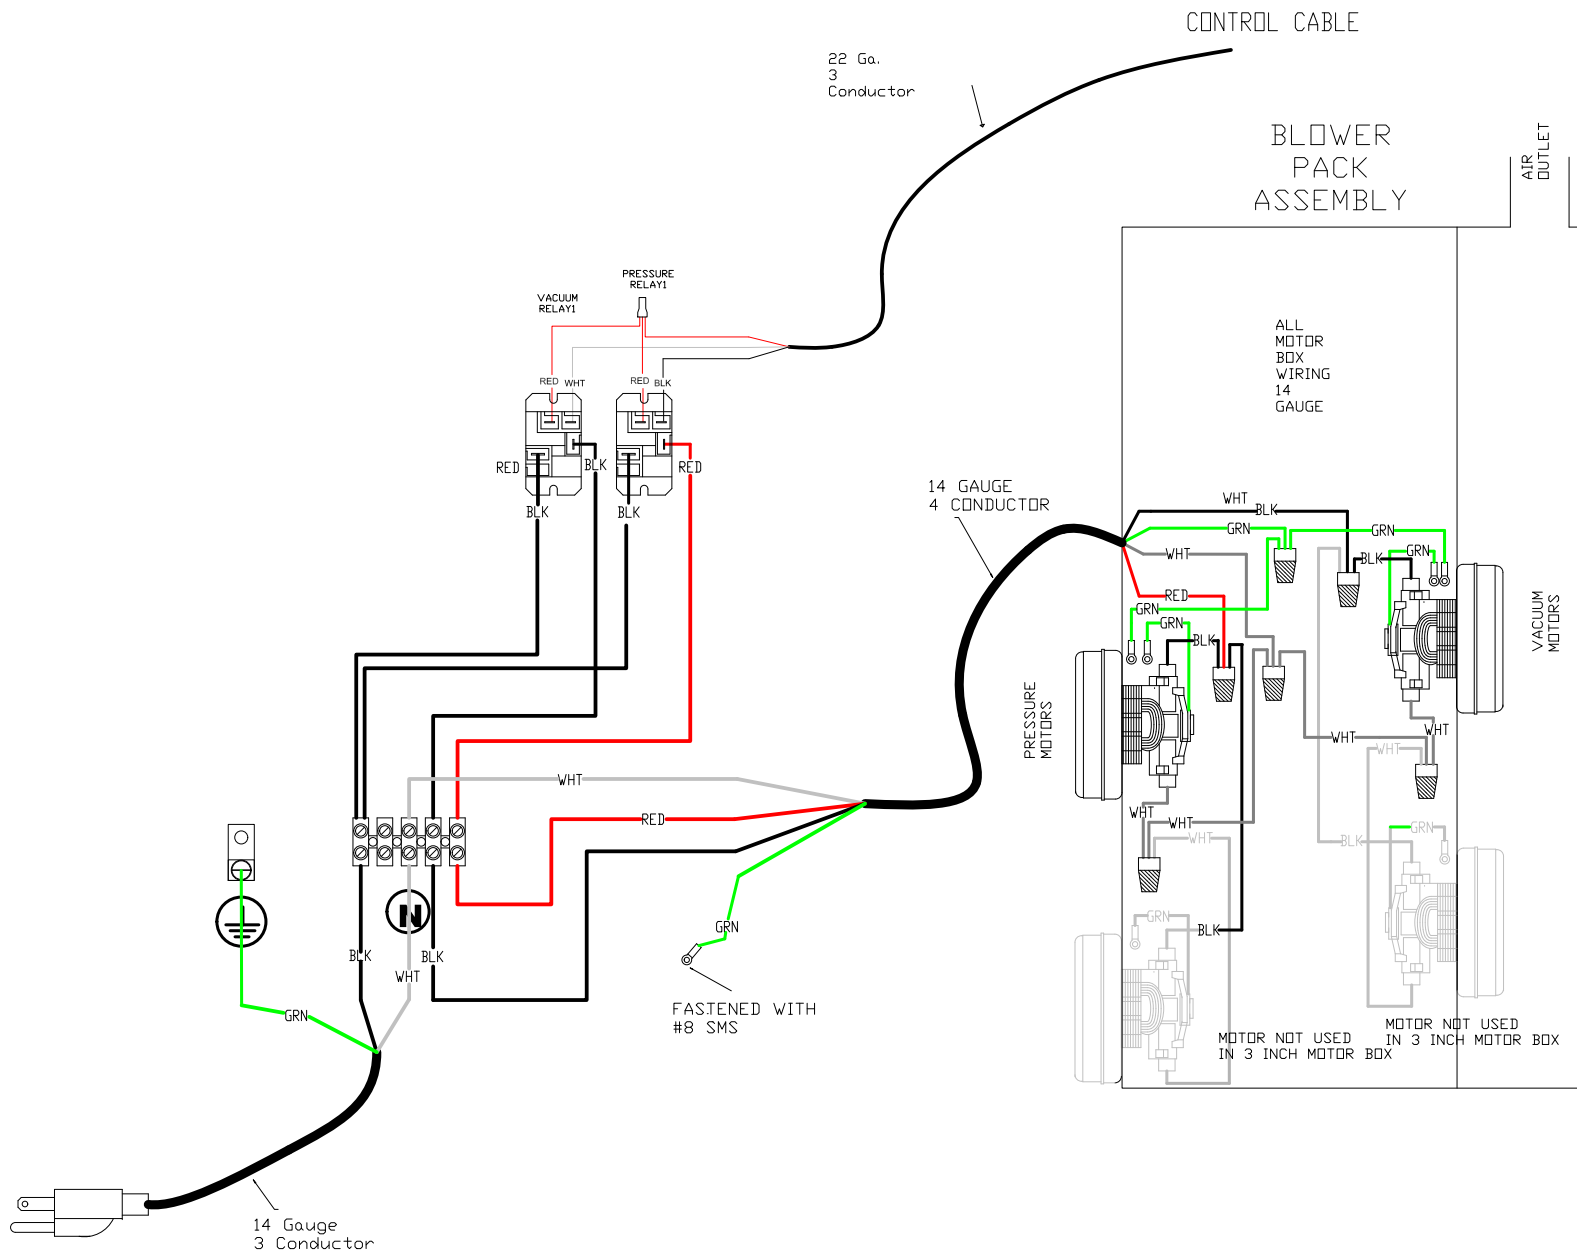 CONTROL CABLE
22 Ga.
3
Conductor
BLOWER
PACK
ASSEMBLY
AIR
OUTLET
PRESSURE
RELAY1
VACUUM
RELAY1
ALL
MOTOR
BOX
WIRING
14
GAUGE
RED
WHT
RED
BLK
RED
BLK
RED
BLK
BLK
14 GAUGE
4 CONDUCTOR
WHT
BLK
GRN
GRN
WHT
GRN
BLK
RED
GRN
GRN
BLK
VACUUM
MOTORS
PRESSURE
MOTORS
WHT
WHT
WHT
WHT
WHT
WHT
WHT
RED
GRN
BLK
N
GRN
BLK
GRN
BLK
BLK
WHT
FASTENED WITH
#8 SMS
GRN
MOTOR NOT USED
IN 3 INCH MOTOR BOX
MOTOR NOT USED
IN 3 INCH MOTOR BOX
14 Gauge
3 Conductor